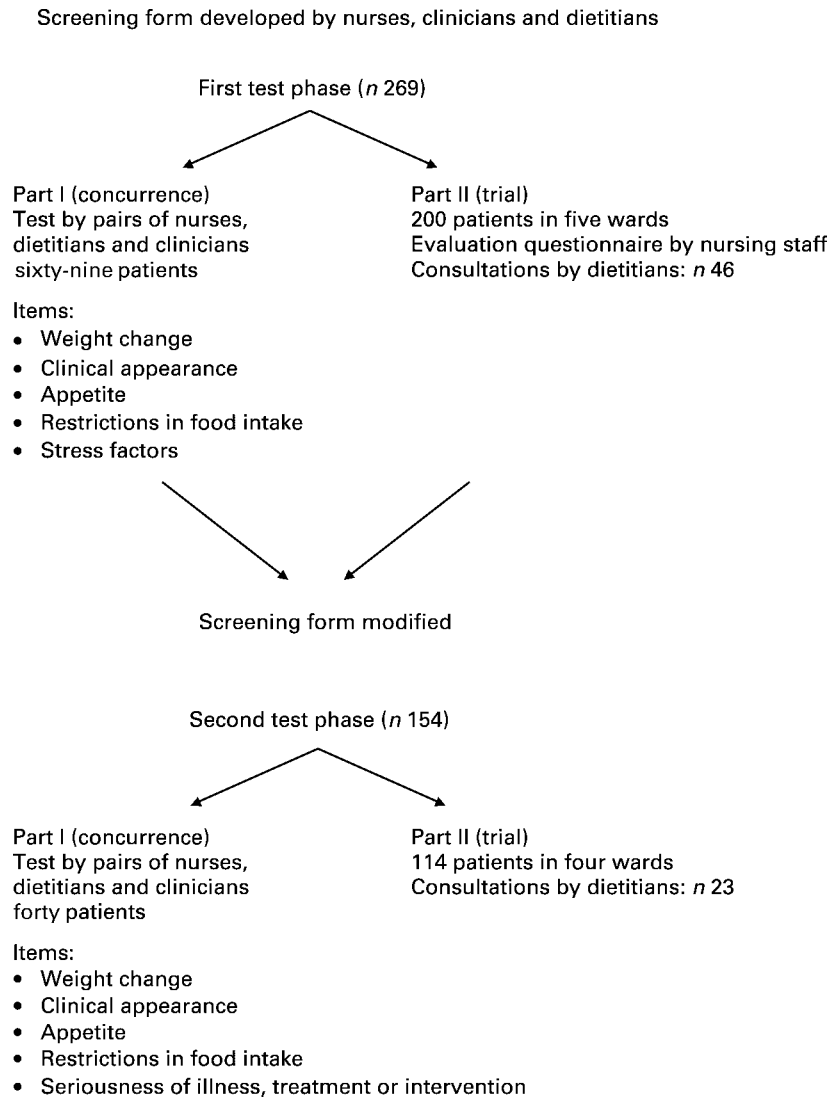 Screening form developed by nurses, clinicians and dietitians
First test phase (n 269)
Part I (concurrence)
Test by pairs of nurses,
dietitians and clinicians
sixty-nine patients
Items:
• Weight change
• Clinical appearance
• Appetite
• Restrictions in food intake
• Stress factors
Part II (trial)
200 patients in five wards
Evaluation questionnaire by nursing staff
Consultations by dietitians: n 46
Screening form modified
Second test phase (n 154)
Part I (concurrence)
Test by pairs of nurses,
dietitians and clinicians
forty patients
Items:
• Weight change
• Clinical appearance
• Appetite
• Restrictions in food intake
• Seriousness of illness, treatment or intervention
Part II (trial)
114 patients in four wards
Consultations by dietitians: n 23